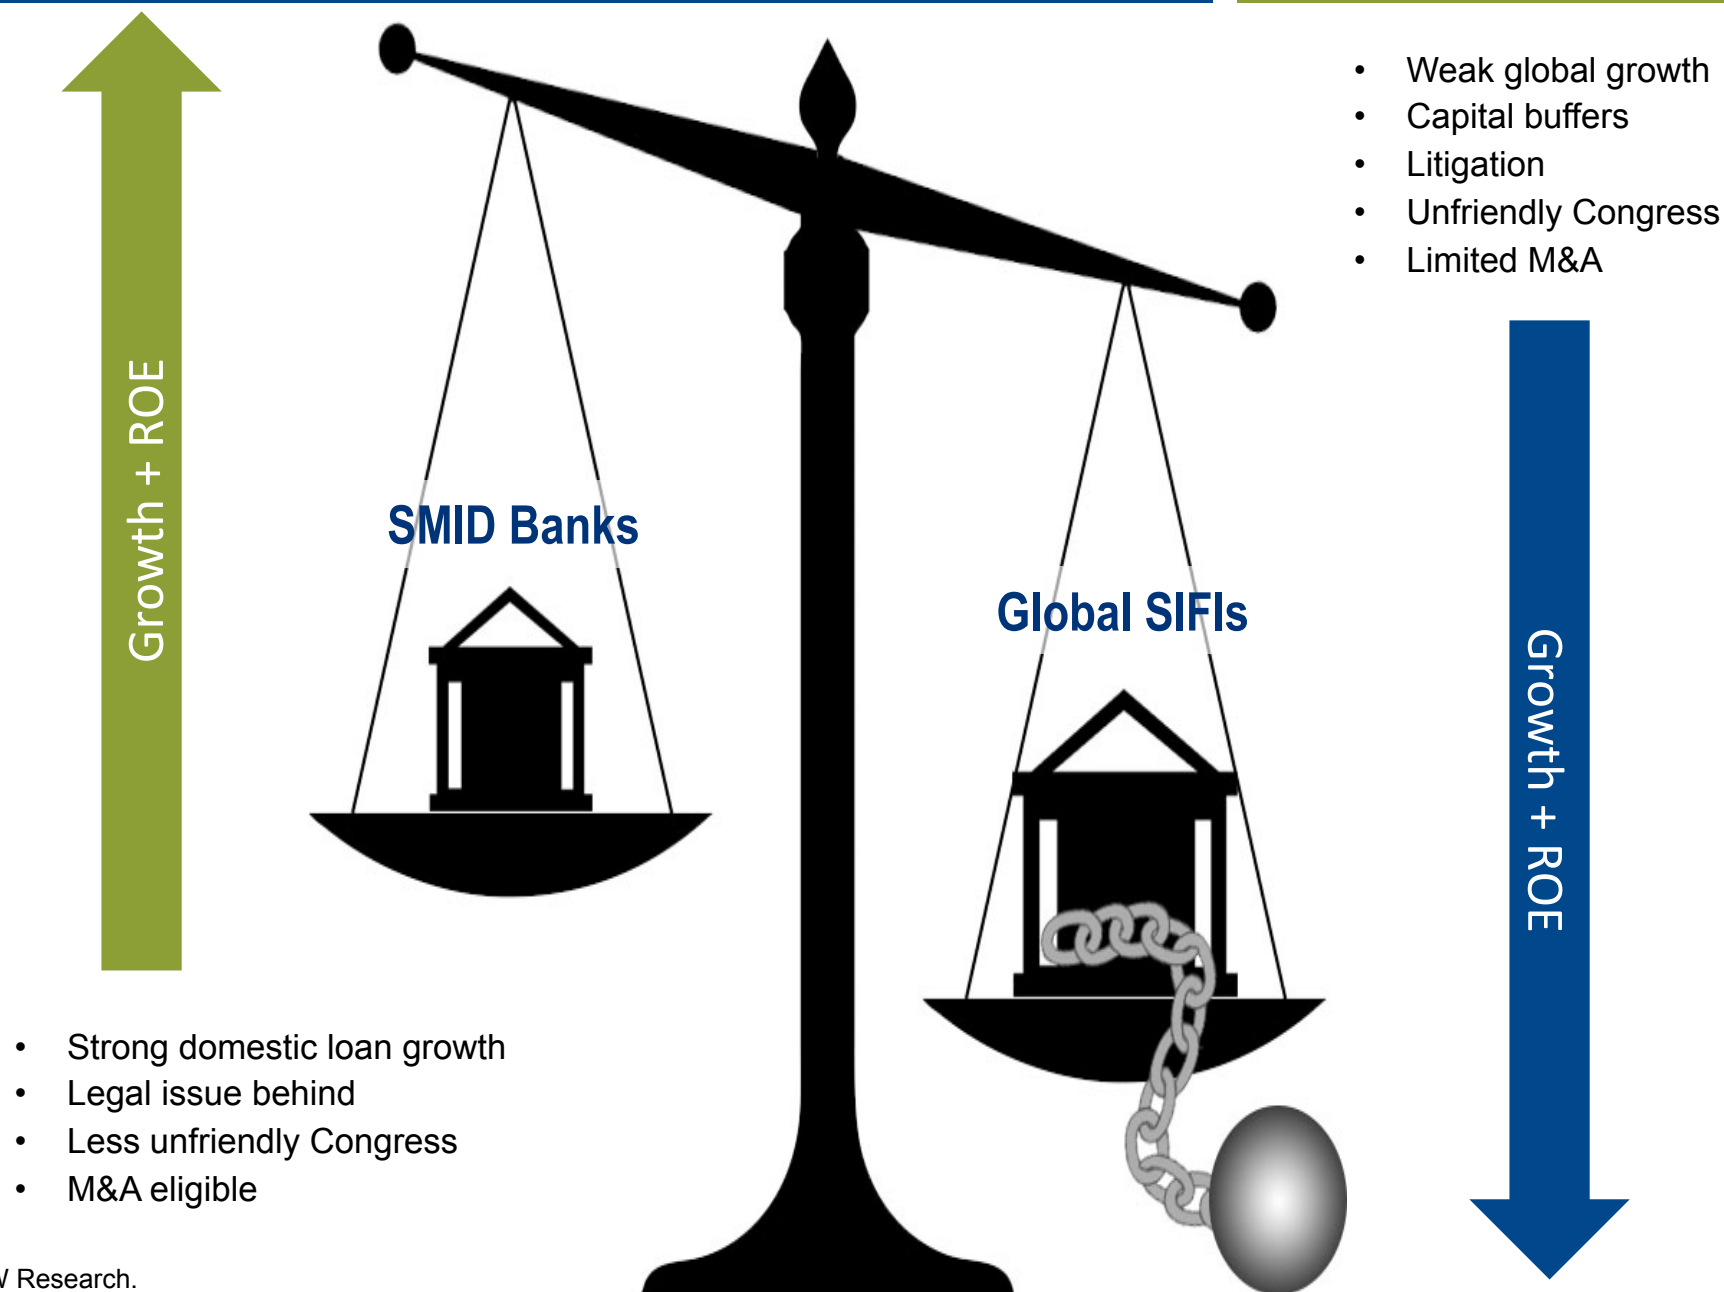 • Weak global growth
• Capital buffers
• Litigation
• Unfriendly Congress
• Limited M&A
Growth + ROE
SMID Banks
Global SIFIs
Growth + ROE
• Strong domestic loan growth
• Legal issue behind
• Less unfriendly Congress
• M&A eligible
Research.